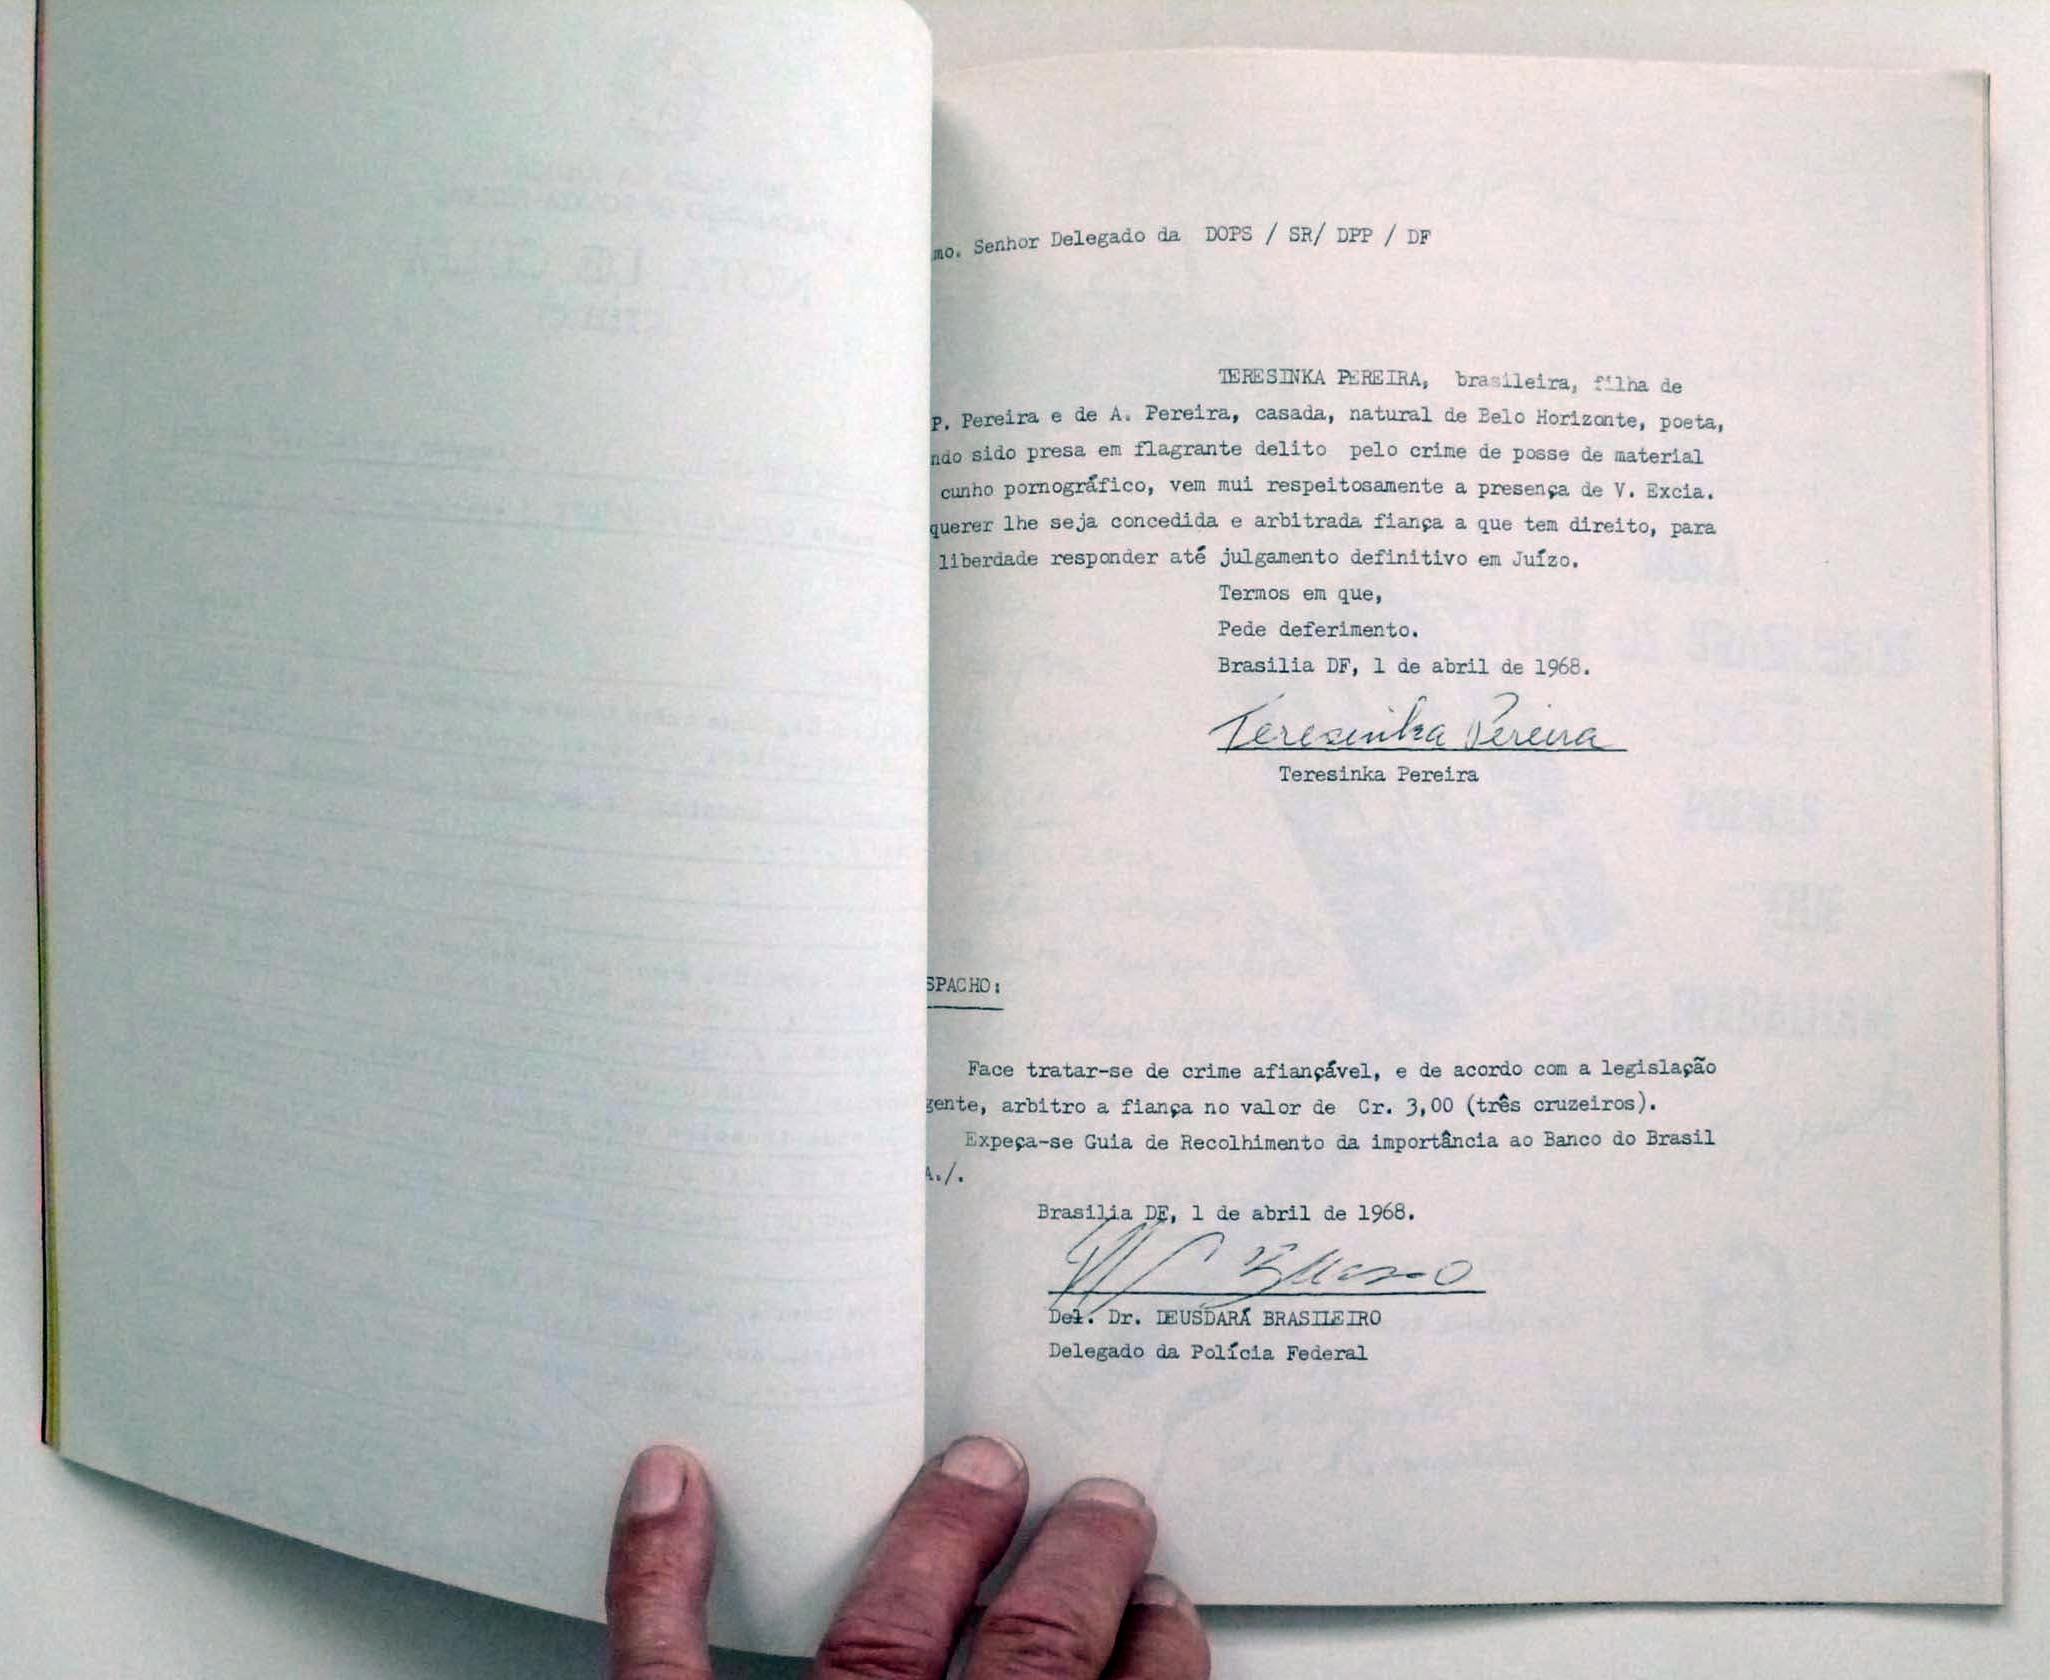 mo. Senhor Delegado da DOPS / SR/ DPP / DF
TERESINKA PEREIRA, brasileira, filha de
P. Pereira e de A. Pereira, casada, natural de Belo Horizonte, poeta,
ndo sido presa em flagrante delito pelo crime de posse de material
cunho pornográfico, vem mui respeitosamente a presença de V. Excia.
querer lhe seja concedida e arbitrada fiança a que tem direito, para
liberdade responder até julgamento definitivo em Juízo.
Termos em que,
Pede deferimento.
Brasilia DF, 1 de abril de 1968.
Teresinka Pereira
Teresinka Pereira
SPACHO:
Face tratar-se de crime afiançável, e de acordo com a legislação
gente, arbitro a fiança no valor de Cr. 3,00 (três cruzeiros).
Expeça-se Guia de Recolhimento da importância ao Banco do Brasil
A./.
Brasilia DF, 1 de abril de 1968.
Del. Dr. DEUSDARÁ BRASILEIRO
Delegado da Polícia Federal